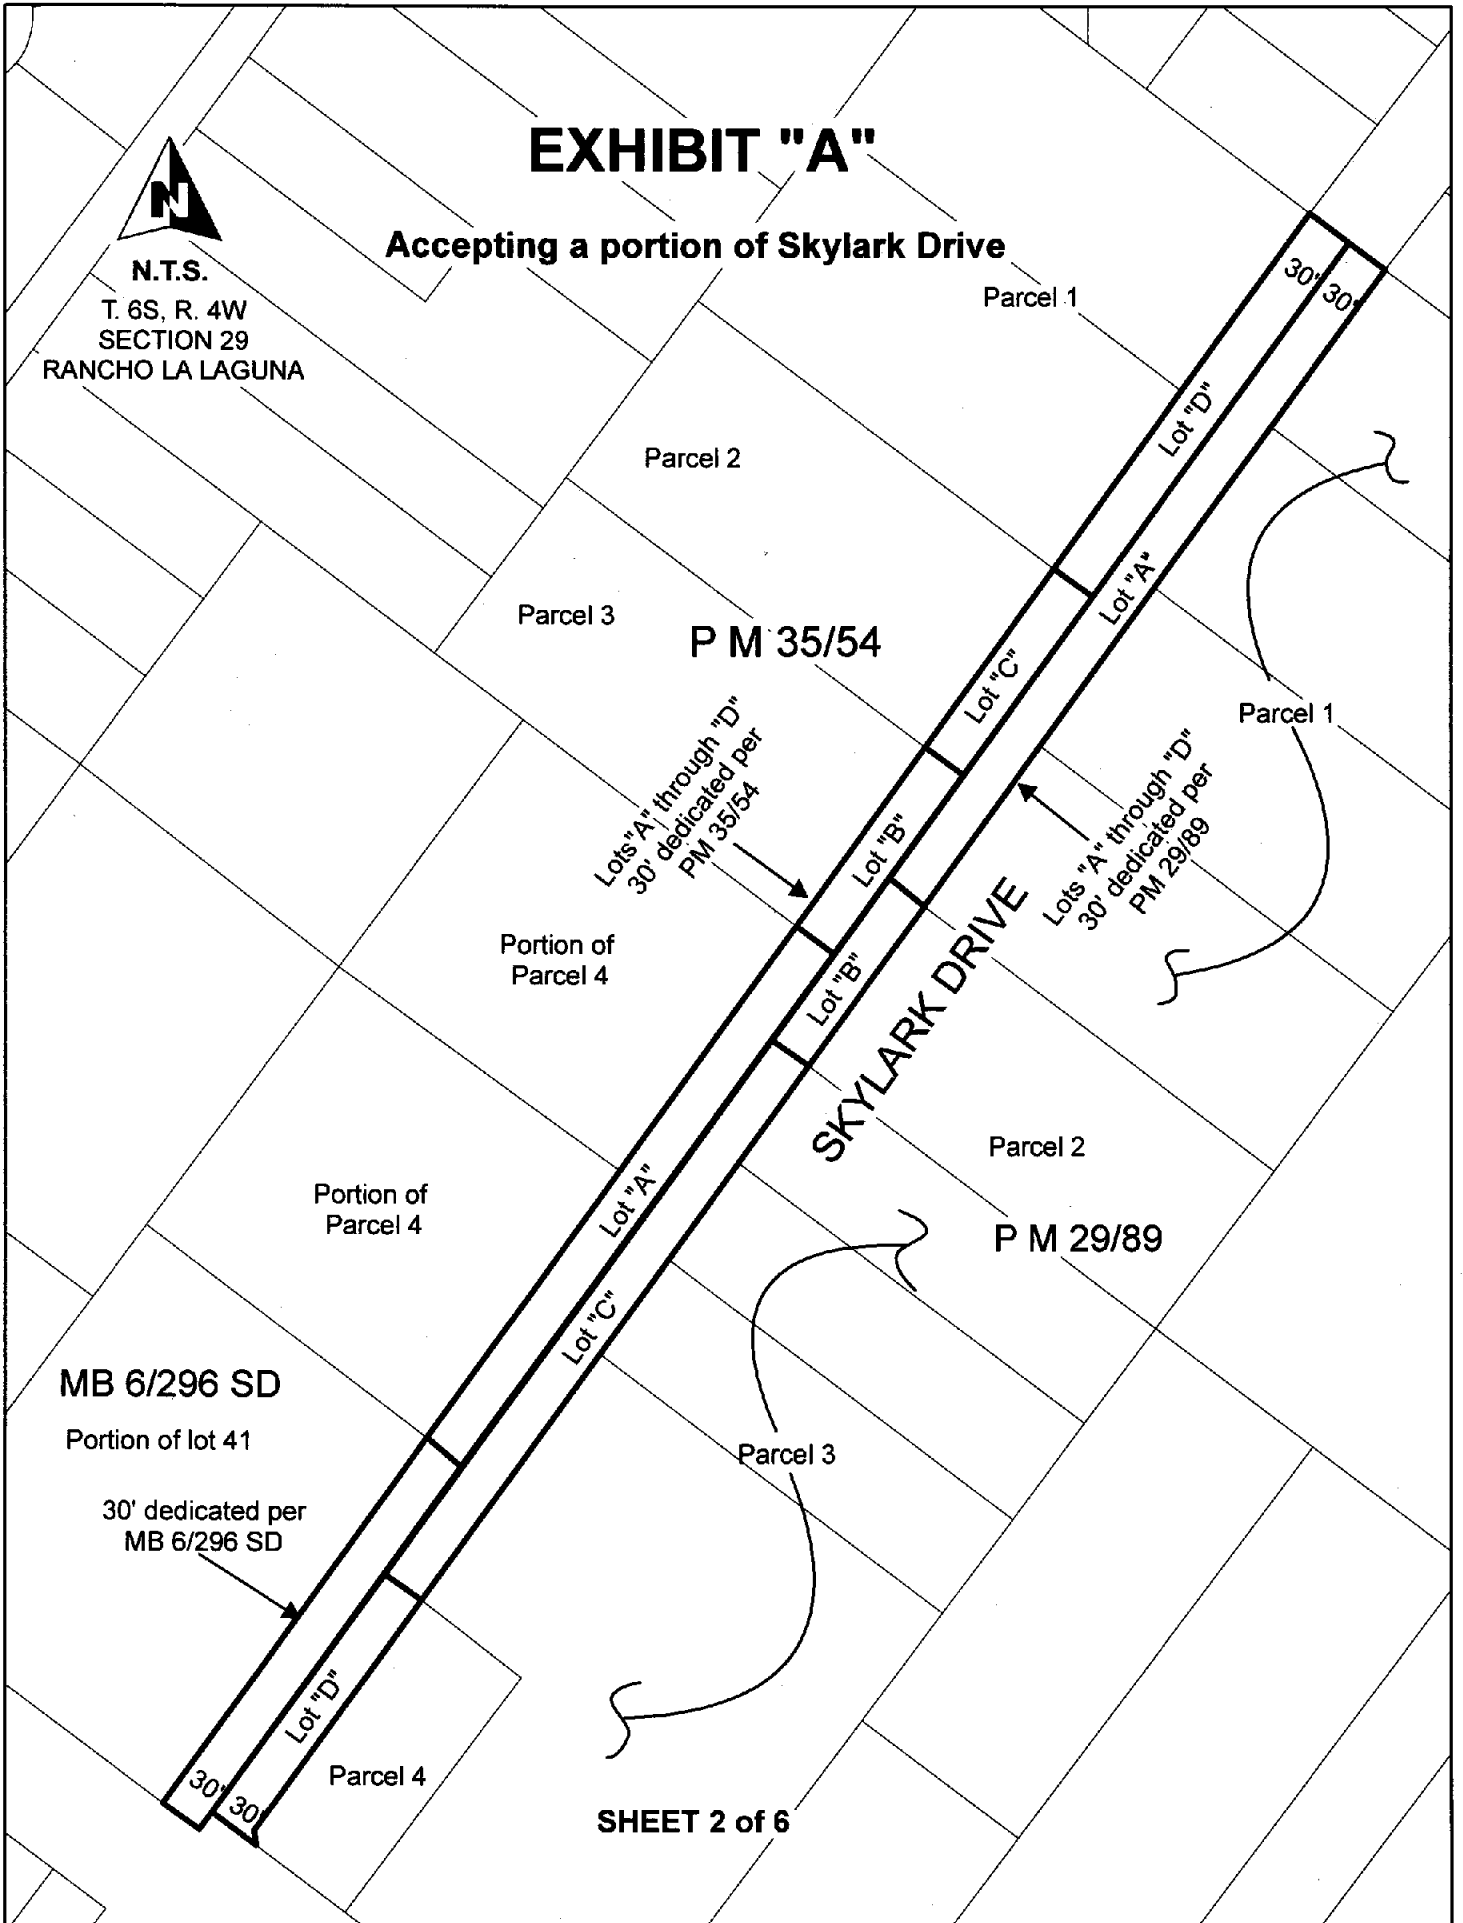 EXHIBIT "A"
Accepting a portion of Skylark Drive
N
N.T.S.
T. 6S, R. 4W
SECTION 29
RANCHO LA LAGUNA
Parcel 1
30'
30'
Lot "D"
Parcel 2
Lot "A"
Parcel 3
P M 35/54
Lot "C"
Parcel 1
Lots"A" through "D"
30' dedicated per
PM 35/54
Lots "A" through "D"
30' dedicated per
PM 29/89
Lot "B"
Portion of
Parcel 4
Lot "B"
SKYLARK DRIVE
Parcel 2
Portion of
Parcel 4
Lot "A"
P M 29/89
Lot "C"
MB 6/296 SD
Portion of lot 41
Parcel 3
30' dedicated per
MB 6/296 SD
Lot "D"
Parcel 4
30'
30'
SHEET 2 of 6